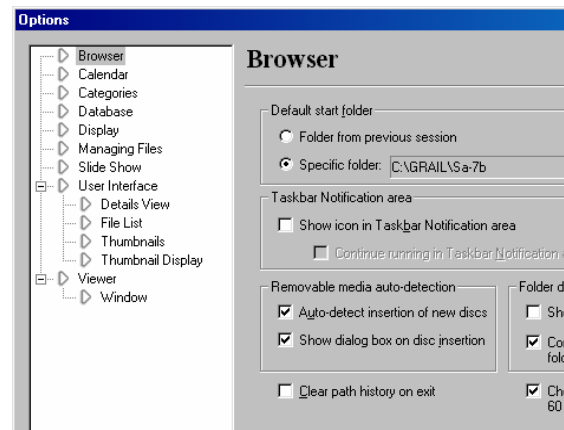 Options
Browser
Calendar
Categories
Database
Display
Managing Files
Slide Show
User Interface
Details View
File List
Thumbnails
Thumbnail Display
Viewer
Window
Browser
Default start folder
Folder from previous session
Specific folder: C:\GRAIL\Sa-7b
Taskbar Notification area
Show icon in Taskbar Notification area
Continue running in Taskbar Notification
Removable media auto-detection
Auto-detect insertion of new discs
Show dialog box on disc insertion
Clear path history on exit
Folder d
Sho
Co
fold
Ch
60